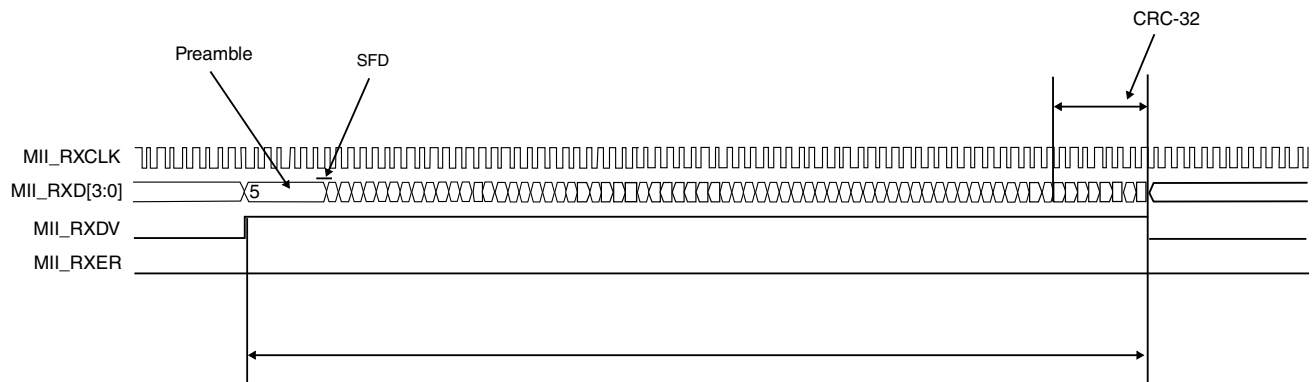 CRC-32
Preamble
SFD
MII_RXCLK
MII_RXD[3:0]
5
MII_RXDV
MII_RXER